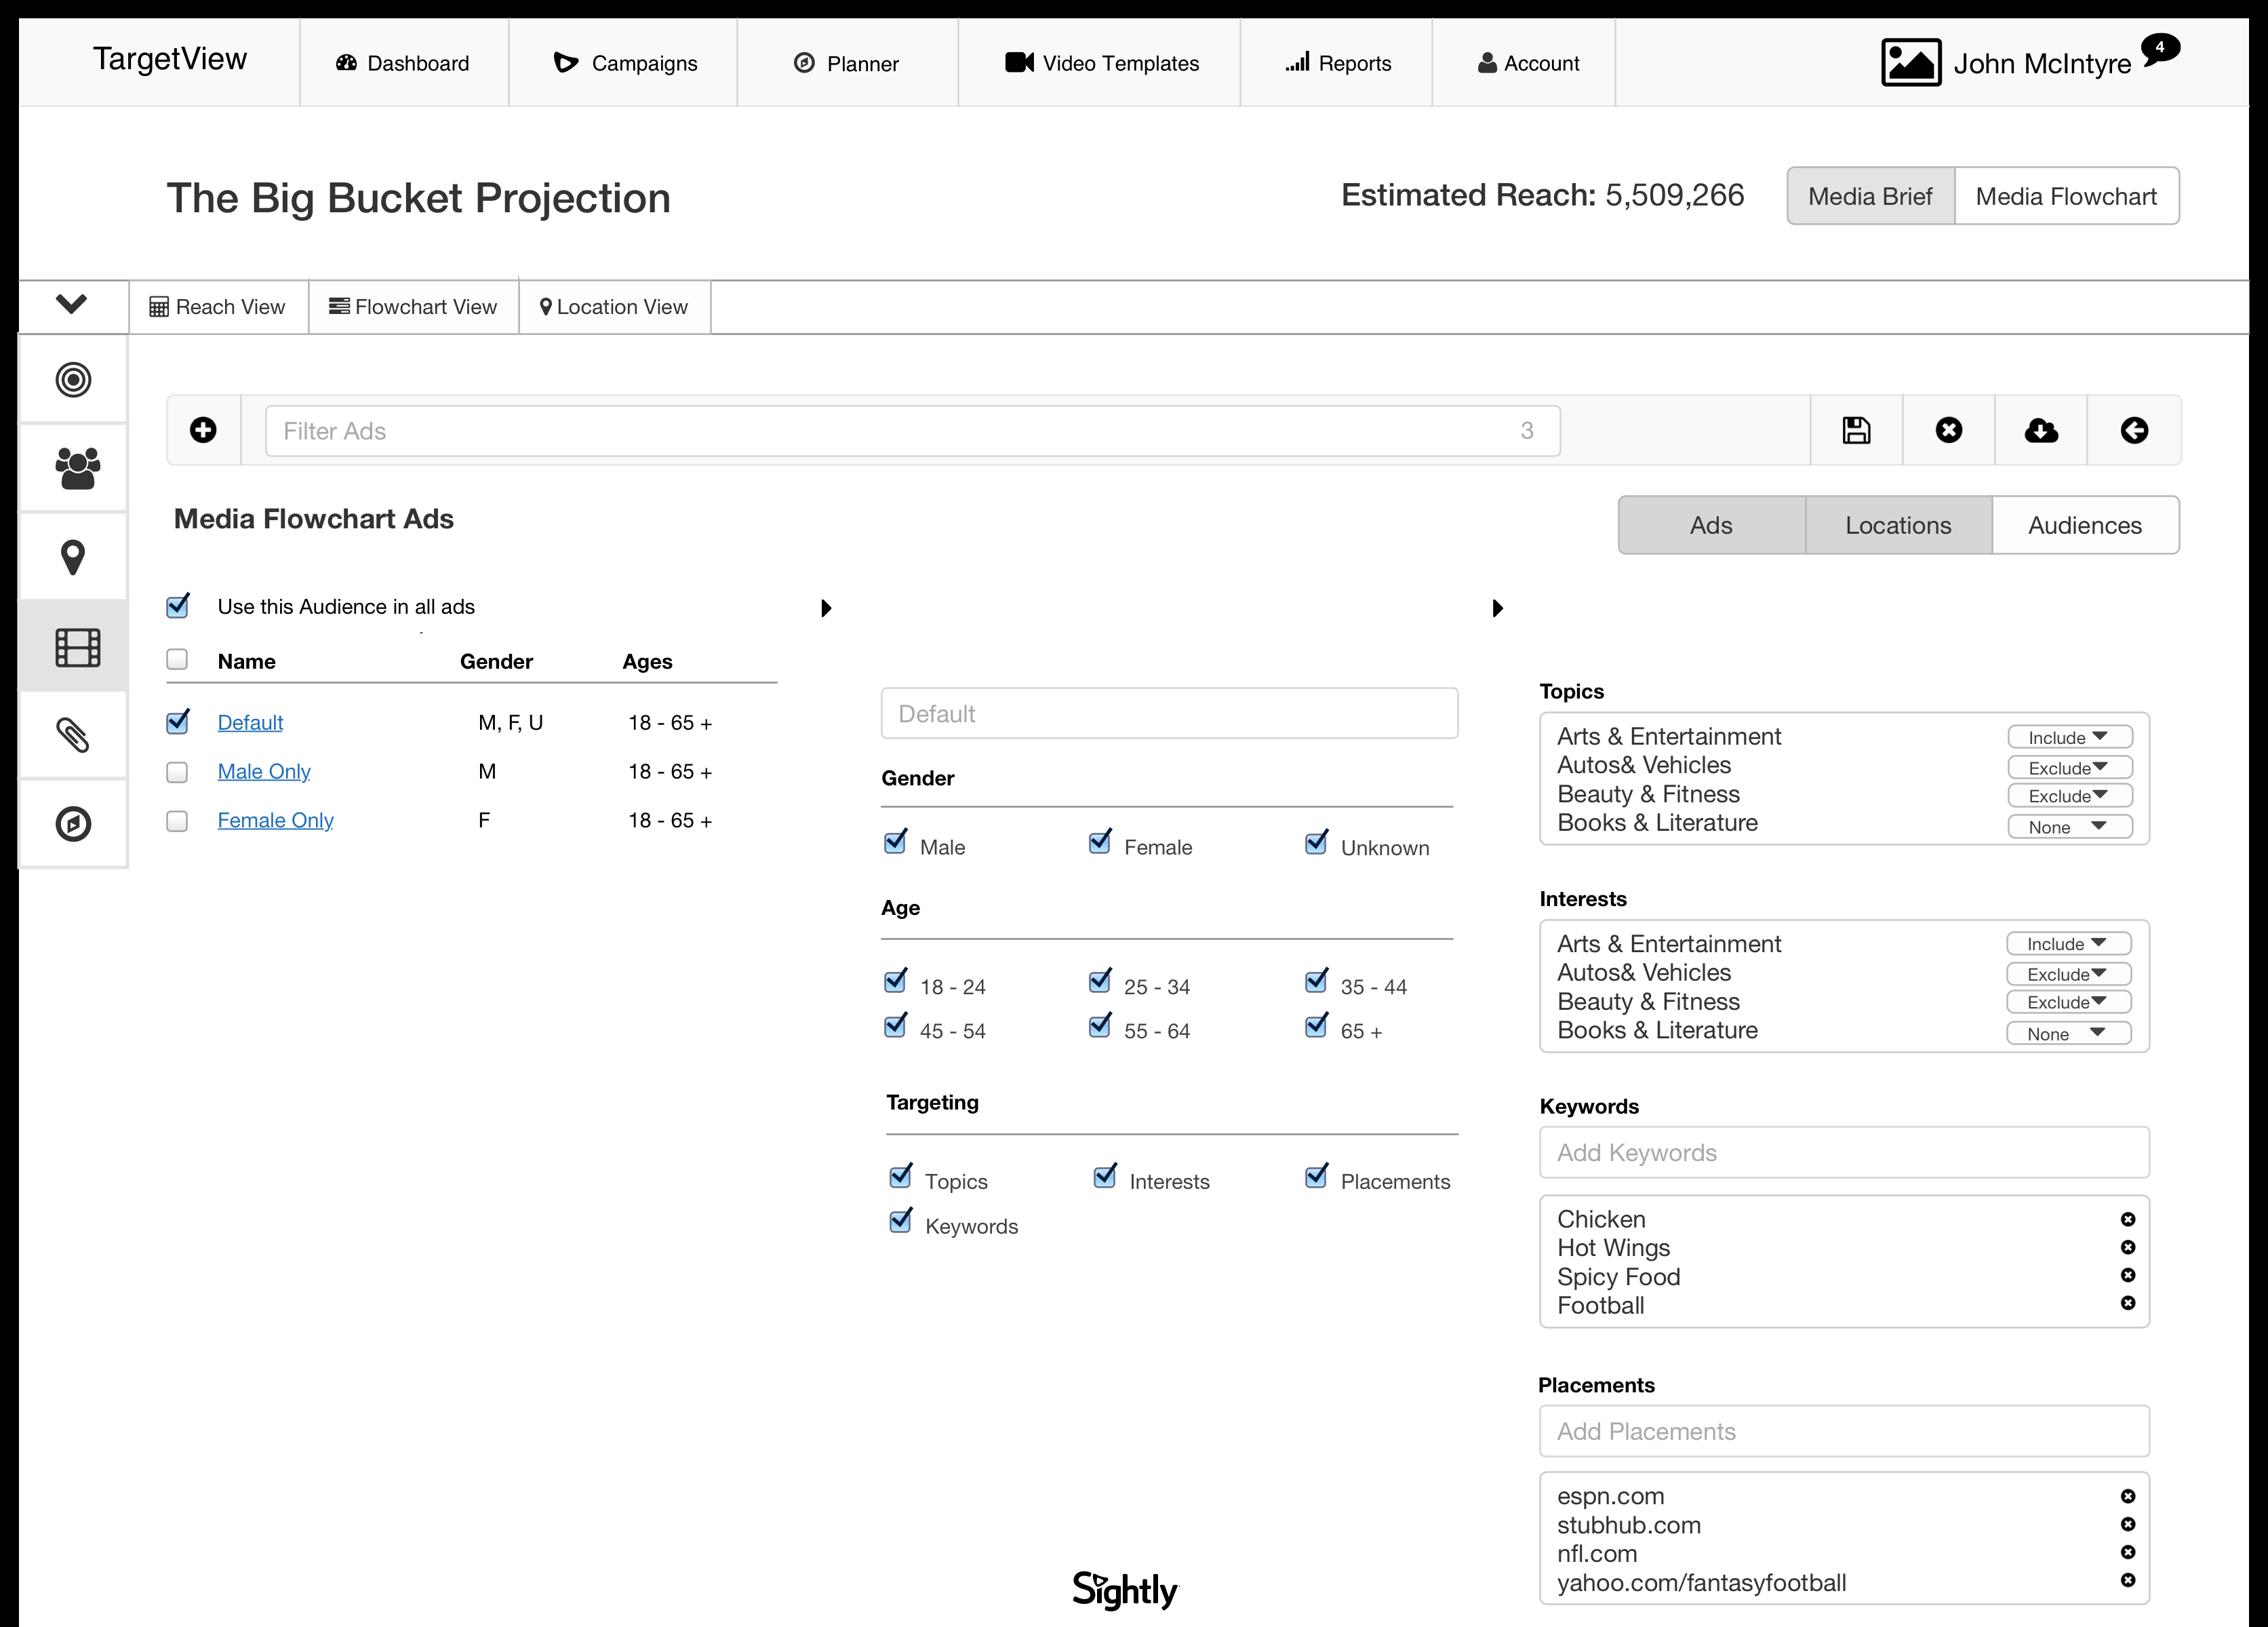 TargetView
Dashboard
Campaigns
Planner
Video Templates
Reports
Account
John McIntyre
4
The Big Bucket Projection
Estimated Reach: 5,509,266
Media Brief
Media Flowchart
Reach View
Flowchart View
Location View
Filter Ads
3
Media Flowchart Ads
Ads
Locations
Audiences
Use this Audience in all ads
Name Gender Ages
Default M, F, U 18 - 65 +
Male Only M 18 - 65 +
Female Only F 18 - 65 +
Default
Gender
Male Female Unknown
Age
18 - 24 25 - 34 35 - 44
45 - 54 55 - 64 65 +
Targeting
Topics Interests Placements
Keywords
Topics
Arts & Entertainment Include
Autos& Vehicles Exclude
Beauty & Fitness Exclude
Books & Literature None
Interests
Arts & Entertainment Include
Autos& Vehicles Exclude
Beauty & Fitness Exclude
Books & Literature None
Keywords
Add Keywords
Chicken
Hot Wings
Spicy Food
Football
Placements
Add Placements
espn.com
stubhub.com
nfl.com
yahoo.com/fantasyfootball
Sightly